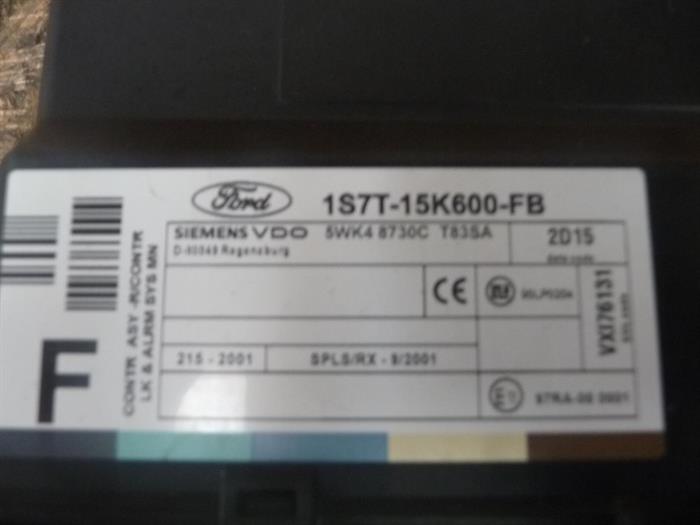 Ford 1S7T-15K600-FB
SIEMENS VDO 5WK4 8730C T83SA 2D15
Regensburg date code
CE
VXI76131
215 - 2001 SPLS/RX - 9/2001
CONTR ASY -R/CONTR
LK & ALRM SYS MN
F